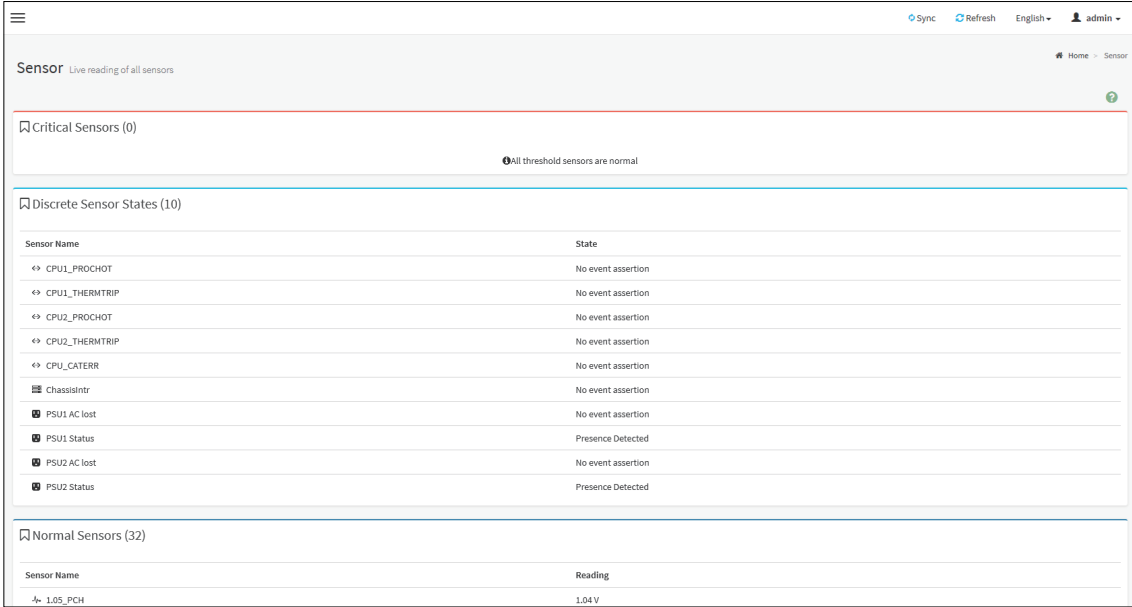 Sync Refresh English admin
Home > Sensor
Sensor Live reading of all sensors
Critical Sensors (0)
All threshold sensors are normal
Discrete Sensor States (10)
Sensor Name State
CPU1_PROCHOT No event assertion
CPU1_THERMTRIP No event assertion
CPU2_PROCHOT No event assertion
CPU2_THERMTRIP No event assertion
CPU_CATERR No event assertion
ChassisIntr No event assertion
PSU1 AC lost No event assertion
PSU1 Status Presence Detected
PSU2 AC lost No event assertion
PSU2 Status Presence Detected
Normal Sensors (32)
Sensor Name Reading
1.05_PCH 1.04 V